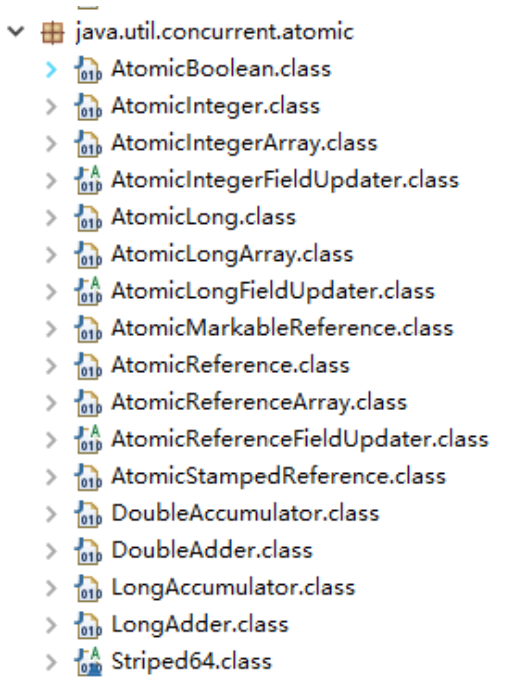 java.util.concurrent.atomic
AtomicBoolean.class
AtomicInteger.class
AtomicIntegerArray.class
AtomicIntegerFieldUpdater.class
AtomicLong.class
AtomicLongArray.class
AtomicLongFieldUpdater.class
AtomicMarkableReference.class
AtomicReference.class
AtomicReferenceArray.class
AtomicReferenceFieldUpdater.class
AtomicStampedReference.class
DoubleAccumulator.class
DoubleAdder.class
LongAccumulator.class
LongAdder.class
Striped64.class